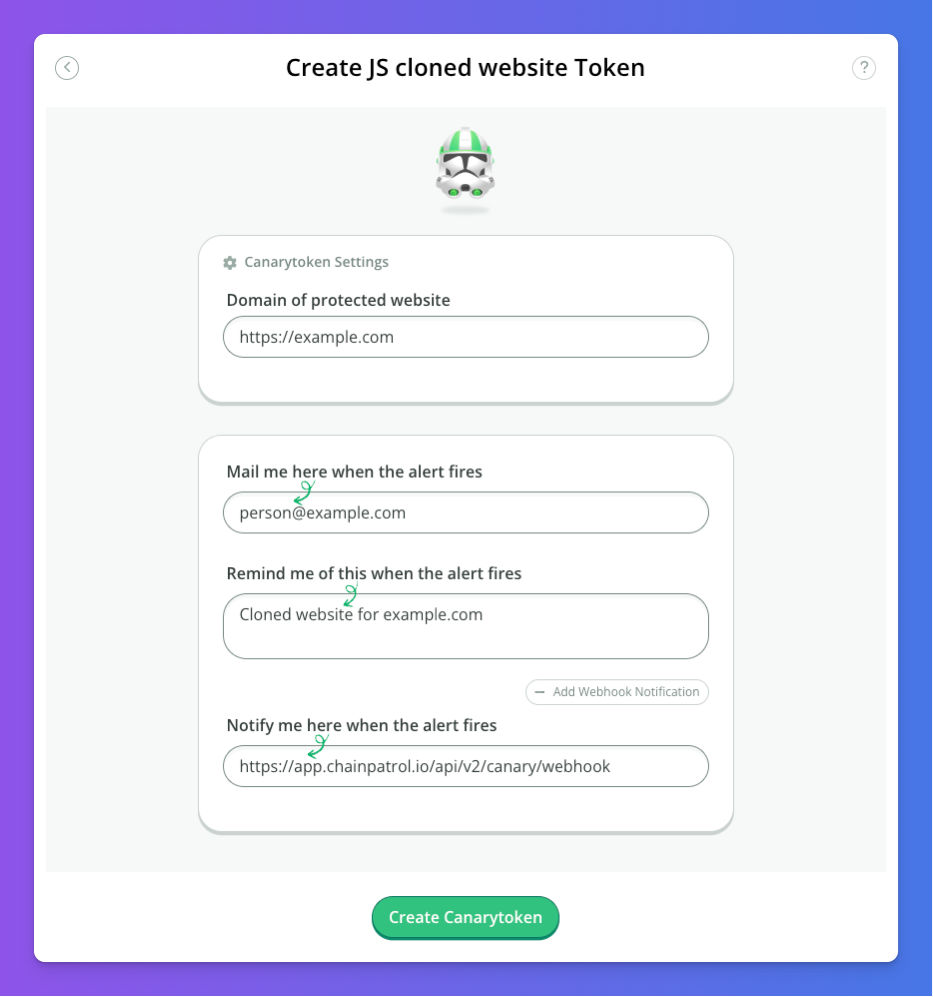 Create JS cloned website Token
?
Canarytoken Settings
Domain of protected website
https://example.com
Mail me here when the alert fires
person@example.com
Remind me of this when the alert fires
Cloned website for example.com
Add Webhook Notification
Notify me here when the alert fires
https://app.chainpatrol.io/api/v2/canary/webhook
Create Canarytoken